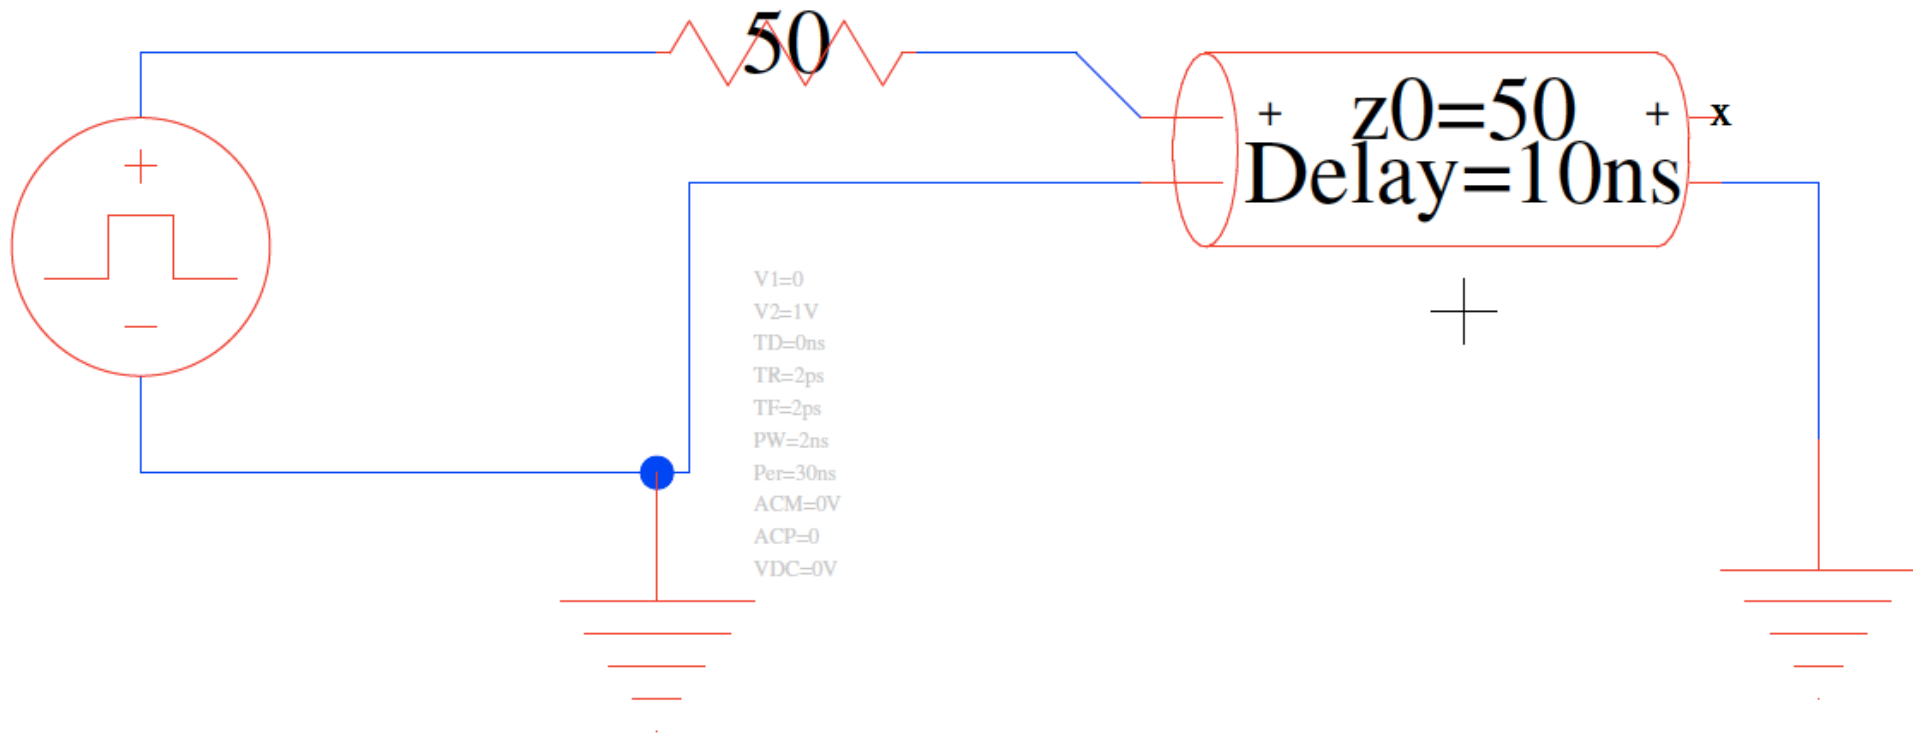 50
+ z0=50 + x
Delay=10ns
V1=0
V2=1V
TD=0ns
TR=2ps
TF=2ps
PW=2ns
Per=30ns
ACM=0V
ACP=0
VDC=0V